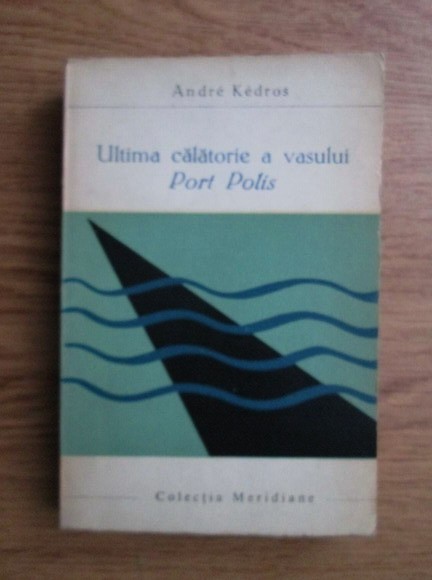 André Kédros
Ultima călătorie a vasului
Port Polis
Colecția Meridiane